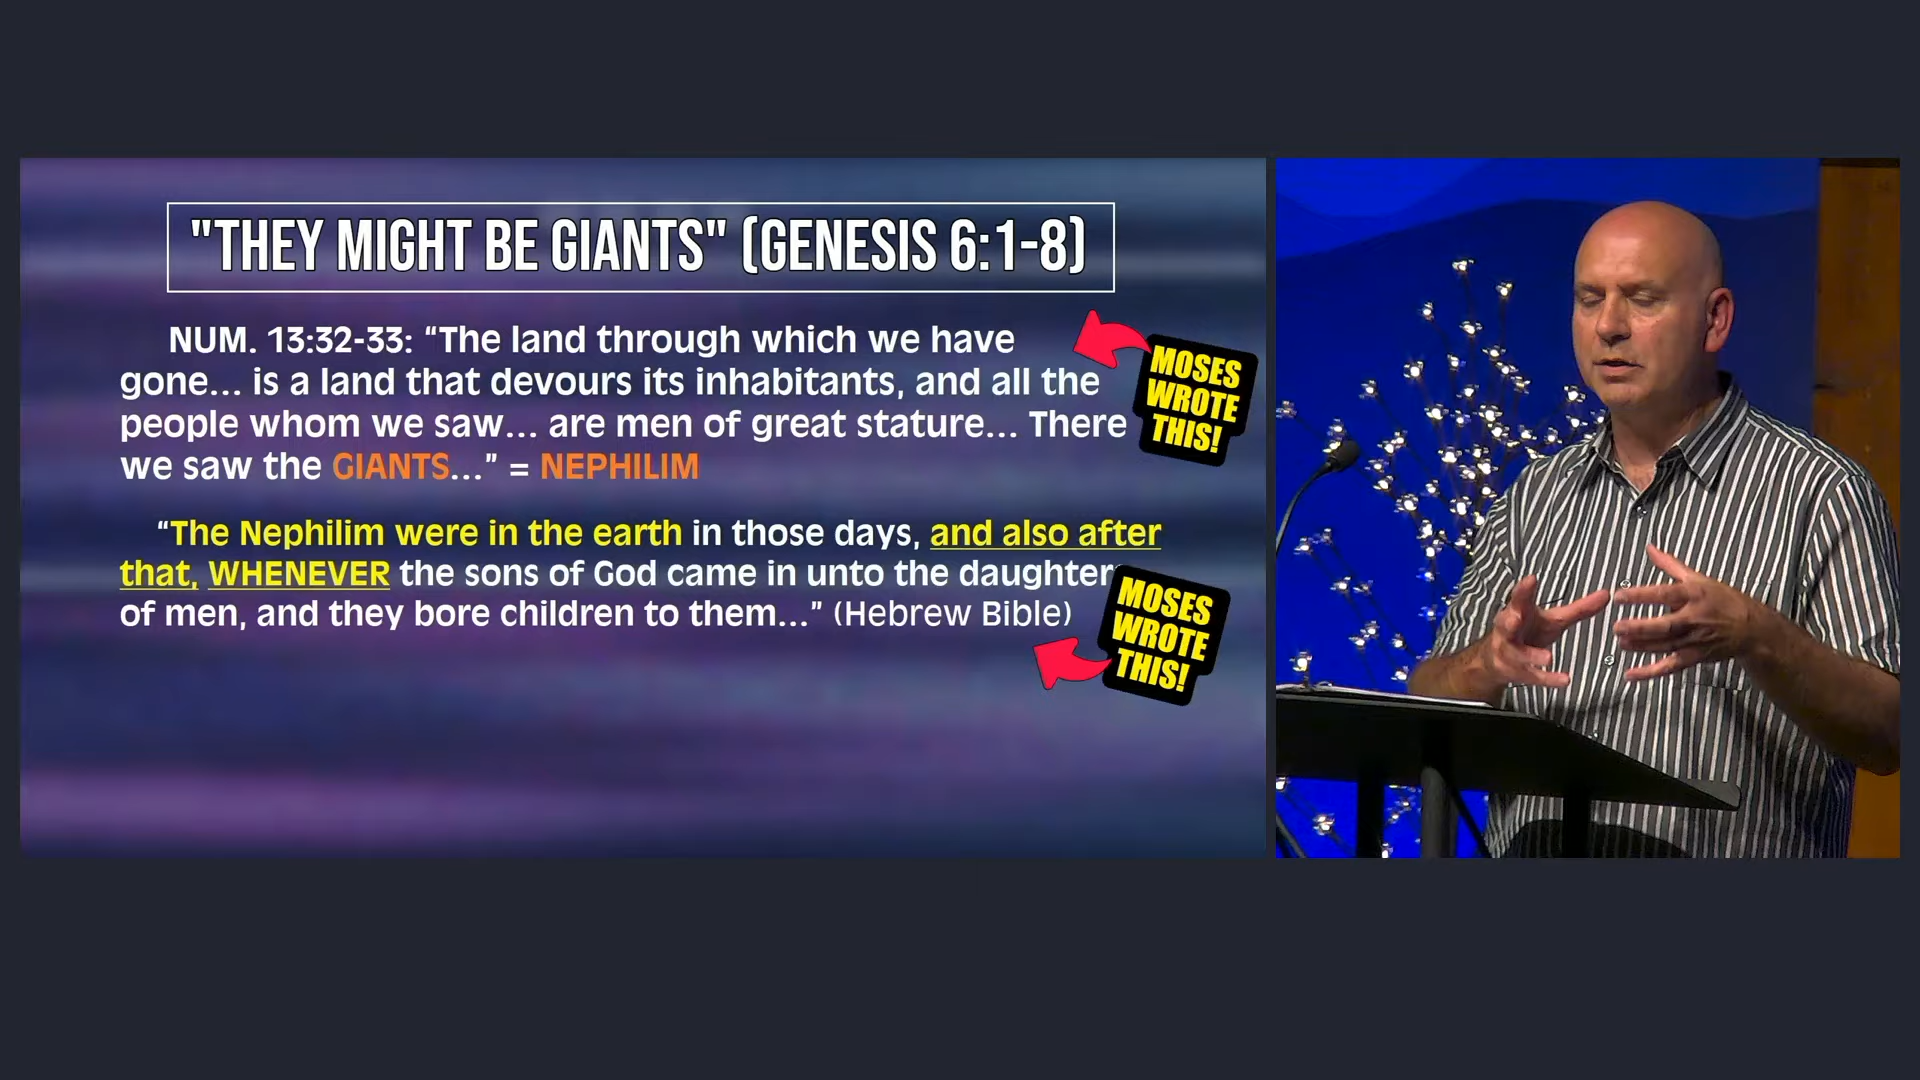 "THEY MIGHT BE GIANTS" (GENESIS 6:1-8)
NUM. 13:32-33: “The land through which we have
gone... is a land that devours its inhabitants, and all the
people whom we saw... are men of great stature... There
we saw the GIANTS...” = NEPHILIM
MOSES
WROTE
THIS!
“The Nephilim were in the earth in those days, and also after
that, WHENEVER the sons of God came in unto the daughters
of men, and they bore children to them...” (Hebrew Bible)
MOSES
WROTE
THIS!